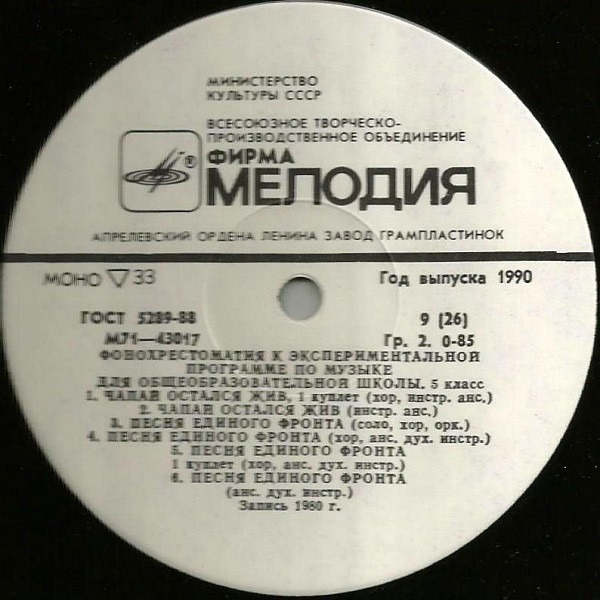 МИНИСТЕРСТВО
КУЛЬТУРЫ СССР
ВСЕСОЮЗНОЕ ТВОРЧЕСКО-
ПРОИЗВОДСТВЕННОЕ ОБЪЕДИНЕНИЕ
®
ФИРМА
МЕЛОДИЯ
АПРЕЛЕВСКИЙ ОРДЕНА ЛЕНИНА ЗАВОД ГРАМПЛАСТИНОК
МОНО ▽ 33 Год выпуска 1990
ГОСТ 5289-88 9 (26)
М71—43017 Гр. 2. 0-85
ФОНОХРЕСТОМАТИЯ К ЭКСПЕРИМЕНТАЛЬНОЙ
ПРОГРАММЕ ПО МУЗЫКЕ
ДЛЯ ОБЩЕОБРАЗОВАТЕЛЬНОЙ ШКОЛЫ. 5 класс
1. ЧАПАЙ ОСТАЛСЯ ЖИВ, 1 куплет (хор, инстр. анс.)
2. ЧАПАЙ ОСТАЛСЯ ЖИВ (инстр. анс.)
3. ПЕСНЯ ЕДИНОГО ФРОНТА (соло, хор, орк.)
4. ПЕСНЯ ЕДИНОГО ФРОНТА (хор, анс. дух. инстр.)
5. ПЕСНЯ ЕДИНОГО ФРОНТА
1 куплет (хор, анс. дух. инстр.)
6. ПЕСНЯ ЕДИНОГО ФРОНТА
(анс. дух. инстр.)
Запись 1980 г.